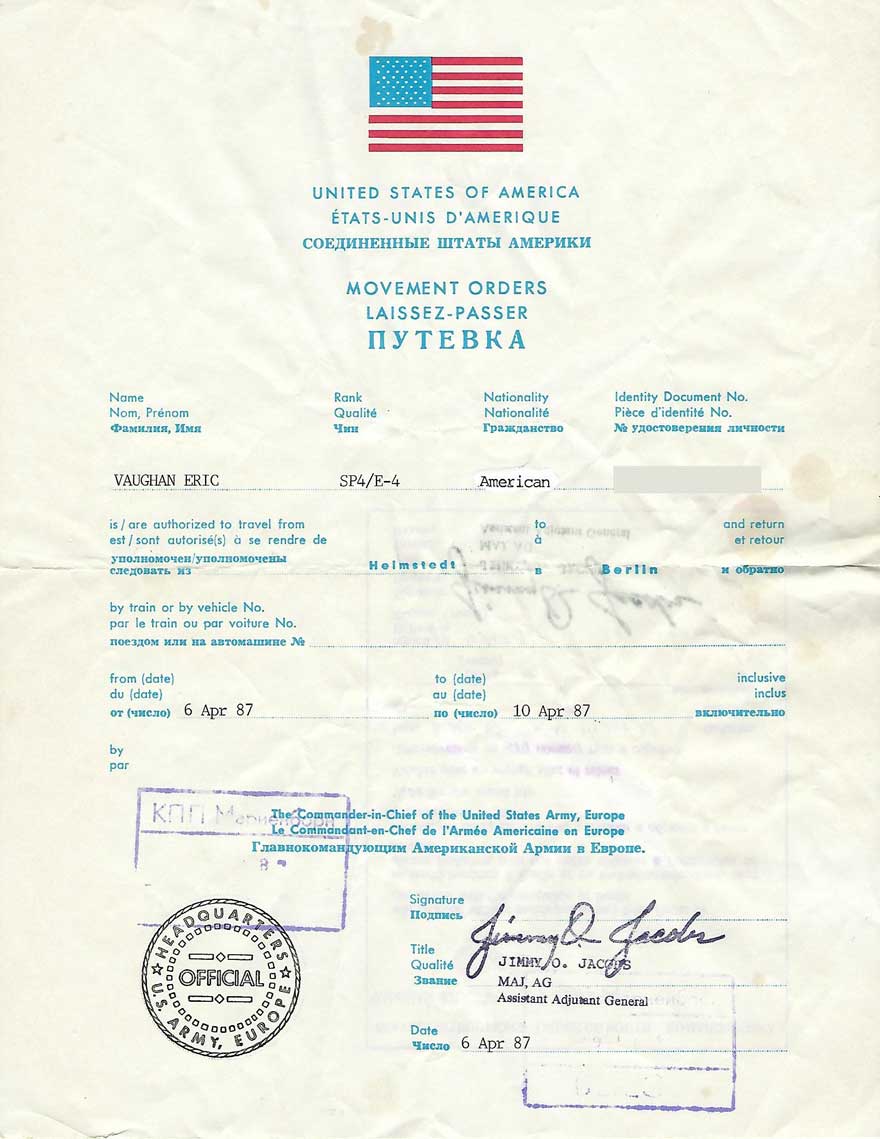 UNITED STATES OF AMERICA
ÉTATS-UNIS D'AMERIQUE
СОЕДИНЕННЫЕ ШТАТЫ АМЕРИКИ
MOVEMENT ORDERS
LAISSEZ-PASSER
ПУТЕВКА
Name Rank Nationality Identity Document No.
Nom, Prénom Qualité Nationalité Pièce d'identité No.
Фамилия, Имя Чин Гражданство № удостоверения личности
VAUGHAN ERIC SP4/E-4 American
is / are authorized to travel from to and return
est / sont autorisé(s) à se rendre de à et retour
уполномочен/уполномочены
следовать из Helmstedt в Berlin и обратно
by train or by vehicle No.
par le train ou par voiture No.
поездом или на автомашине №
from (date) to (date) inclusive
du (date) au (date) inclus
от (число) 6 Apr 87 по (число) 10 Apr 87 включительно
by
par
КПП Мариенборн
The Commander-in-Chief of the United States Army, Europe
Le Commandant-en-Chef de l'Armée Americaine en Europe
Главнокомандующим Американской Армии в Европе.
Signature
Подпись Jimmy O. Jacobs
Title
Qualité JIMMY O. JACOBS
Звание MAJ, AG
Assistant Adjutant General
Date
Число 6 Apr 87
HEADQUARTERS
OFFICIAL
U.S. ARMY, EUROPE